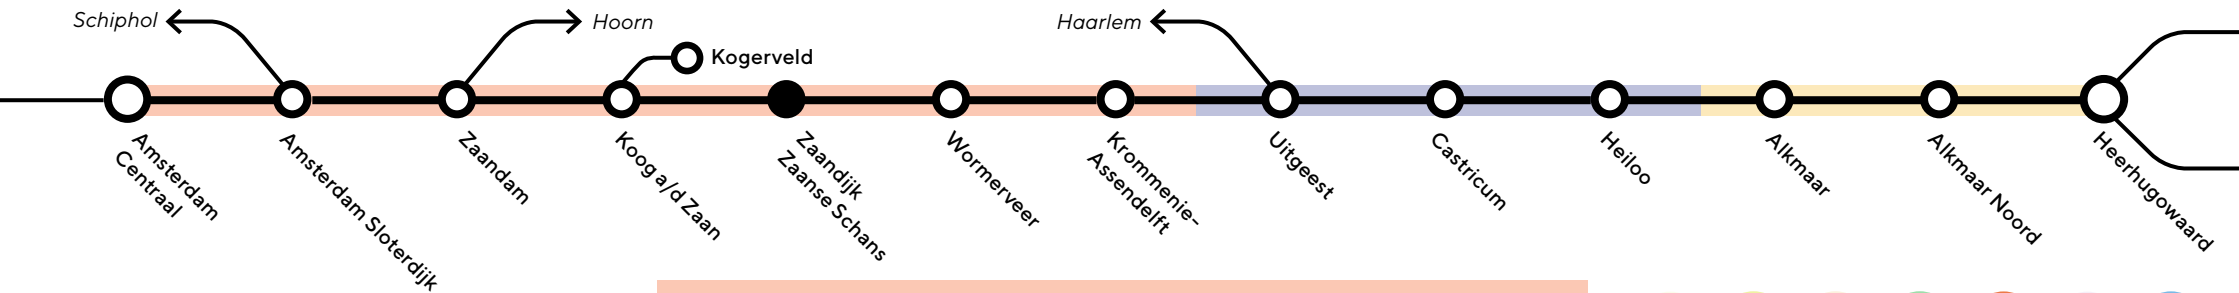 Schiphol
Hoorn
Haarlem
Kogerveld
Amsterdam
Centraal
Amsterdam Sloterdijk
Zaandam
Koog a/d Zaan
Zaandijk
Zaanse Schans
Wormerveer
Krommenie-
Assendelft
Uitgeest
Castricum
Heiloo
Alkmaar
Alkmaar Noord
Heerhugowaard